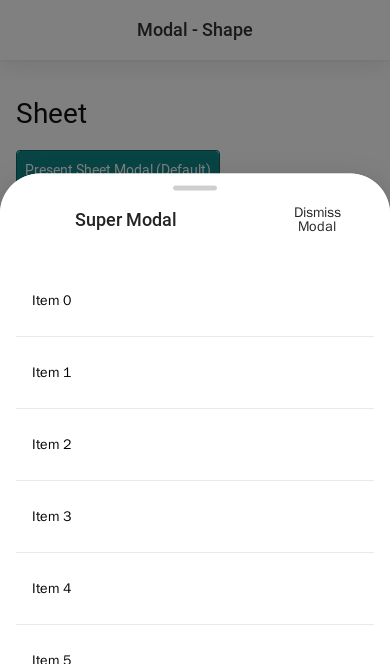 Modal - Shape
Sheet
Present Sheet Modal (Default)
Super Modal
Dismiss
Modal
Item 0
Item 1
Item 2
Item 3
Item 4
Item 5